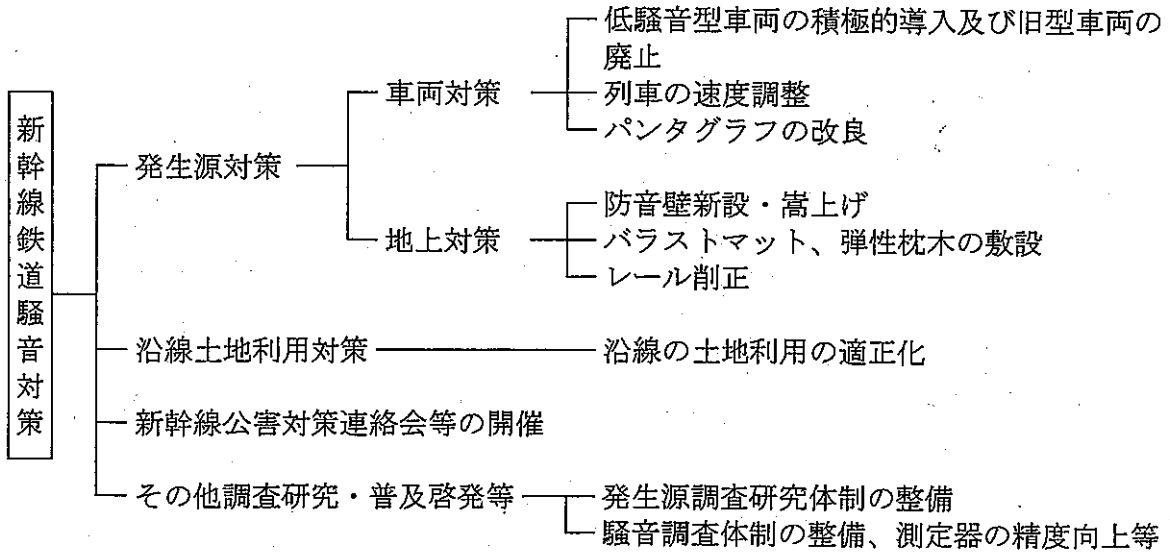 新幹線鉄道騒音対策
発生源対策
車両対策
低騒音型車両の積極的導入及び旧型車両の
廃止
列車の速度調整
パンタグラフの改良
地上対策
防音壁新設・嵩上げ
バラストマット、弾性枕木の敷設
レール削正
沿線土地利用対策
沿線の土地利用の適正化
新幹線公害対策連絡会等の開催
その他調査研究・普及啓発等
発生源調査研究体制の整備
騒音調査体制の整備、測定器の精度向上等